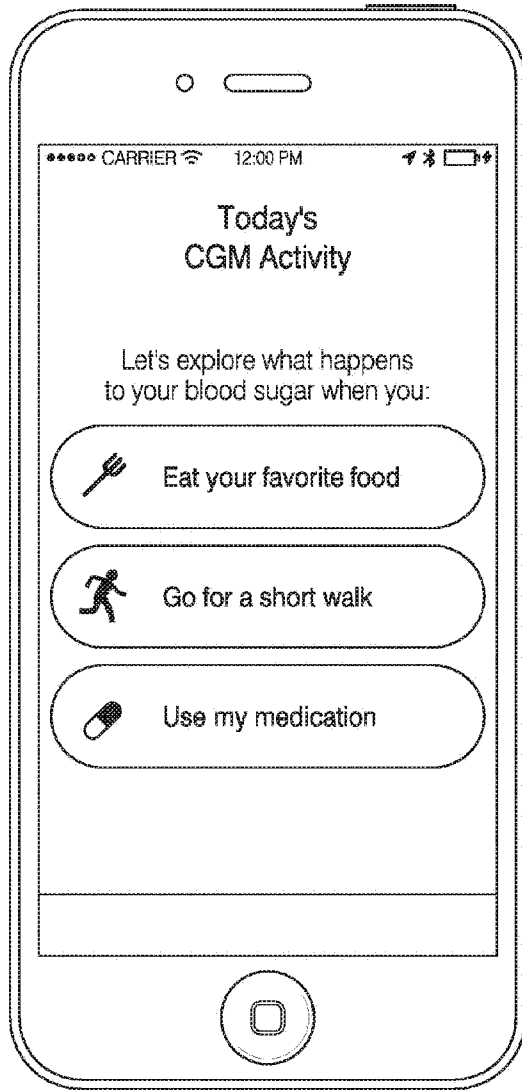 CARRIER 12:00 PM
Today's
CGM Activity
Let's explore what happens
to your blood sugar when you:
Eat your favorite food
Go for a short walk
Use my medication